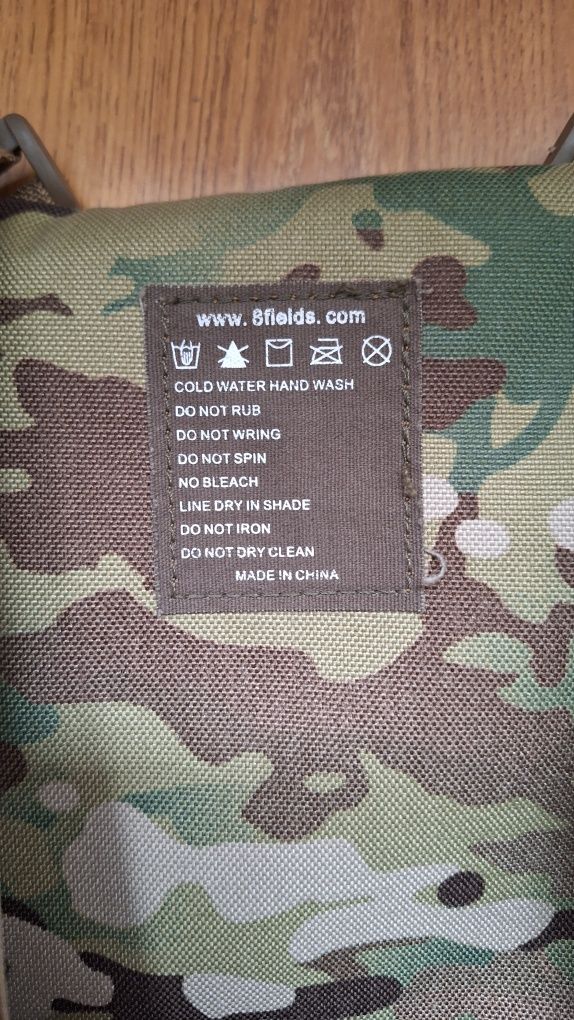 www.8fields.com
COLD WATER HAND WASH
DO NOT RUB
DO NOT WRING
DO NOT SPIN
NO BLEACH
LINE DRY IN SHADE
DO NOT IRON
DO NOT DRY CLEAN
MADE IN CHINA